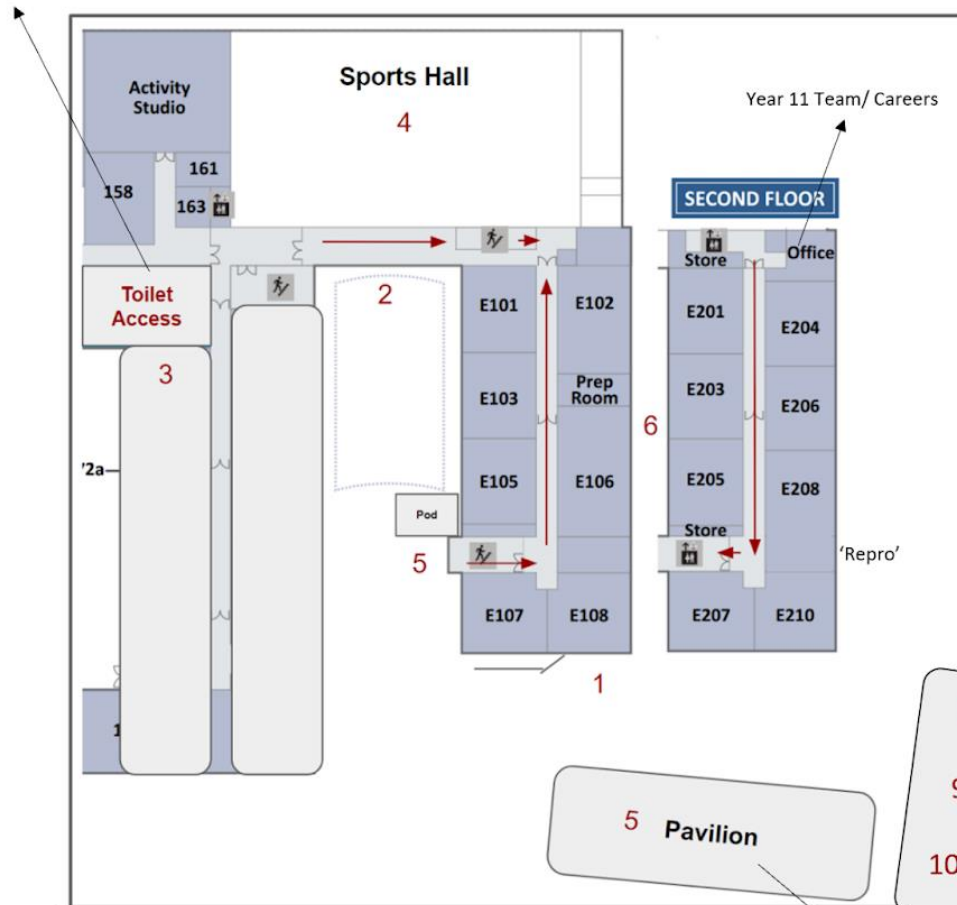 Activity
Studio
Sports Hall
4
Year 11 Team/ Careers
158
161
163
SECOND FLOOR
Store
Office
Toilet
Access
3
2
E101
E102
E201
E204
E103
Prep
Room
6
E203
E206
2a
E105
E106
E205
E208
Pod
5
Store
'Repro'
E107
E108
E207
E210
1
1
5 Pavilion
9
10